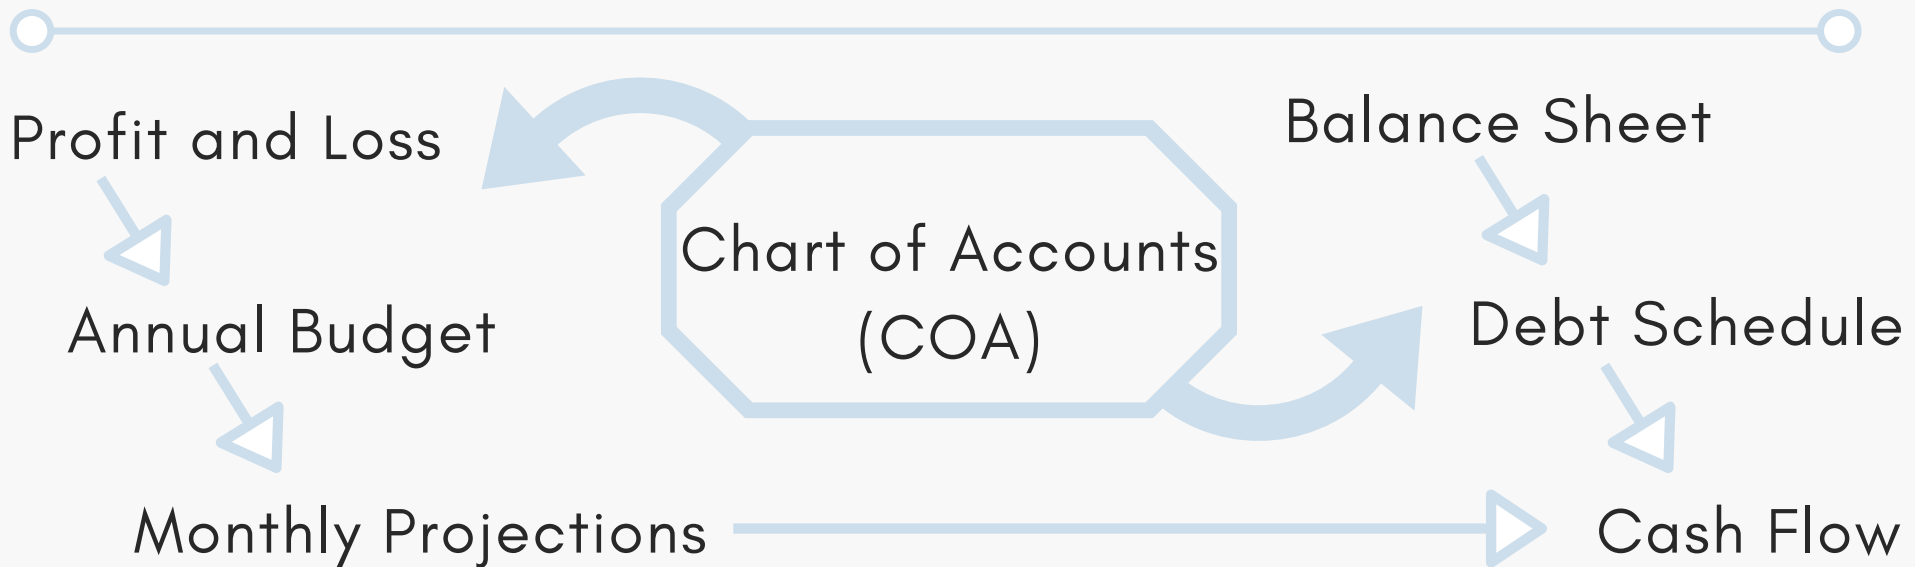 Profit and Loss
Annual Budget
Monthly Projections
Chart of Accounts
(COA)
Balance Sheet
Debt Schedule
Cash Flow